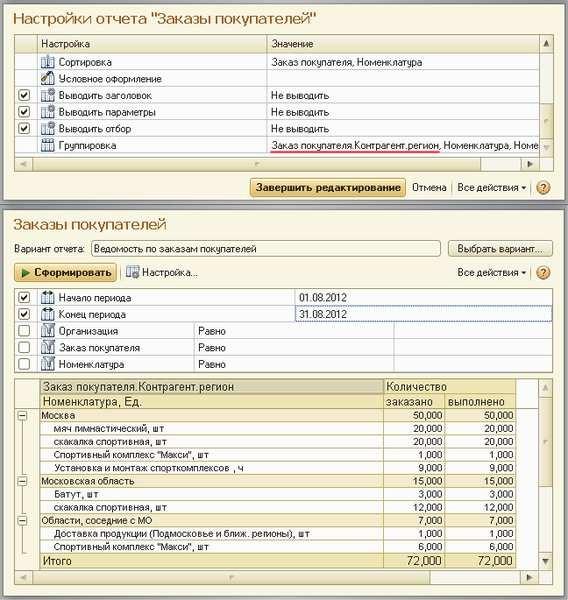 Настройки отчета "Заказы покупателей"
Настройка Значение
Сортировка Заказ покупателя, Номенклатура
Условное оформление
Выводить заголовок Не выводить
Выводить параметры Не выводить
Выводить отбор Не выводить
Группировка Заказ покупателя.Контрагент.регион, Номенклатура, Номе
Завершить редактирование Отмена Все действия ?
Заказы покупателей
Вариант отчета: Ведомость по заказам покупателей Выбрать вариант...
Сформировать Настройка... Все действия ?
Начало периода 01.08.2012
Конец периода 31.08.2012
Организация Равно
Заказ покупателя Равно
Номенклатура Равно
Заказ покупателя.Контрагент.регион Количество
Номенклатура, Ед. заказано выполнено
Москва 50,000 50,000
мяч гимнастический, шт 20,000 20,000
скакалка спортивная, шт 20,000 20,000
Спортивный комплекс "Макси", шт 1,000 1,000
Установка и монтаж спорткомплексов , ч 9,000 9,000
Московская область 15,000 15,000
Батут, шт 3,000 3,000
скакалка спортивная, шт 12,000 12,000
Области, соседние с МО 7,000 7,000
Доставка продукции (Подмосковье и ближ. регионы), шт 1,000 1,000
Спортивный комплекс "Макси", шт 6,000 6,000
Итого 72,000 72,000